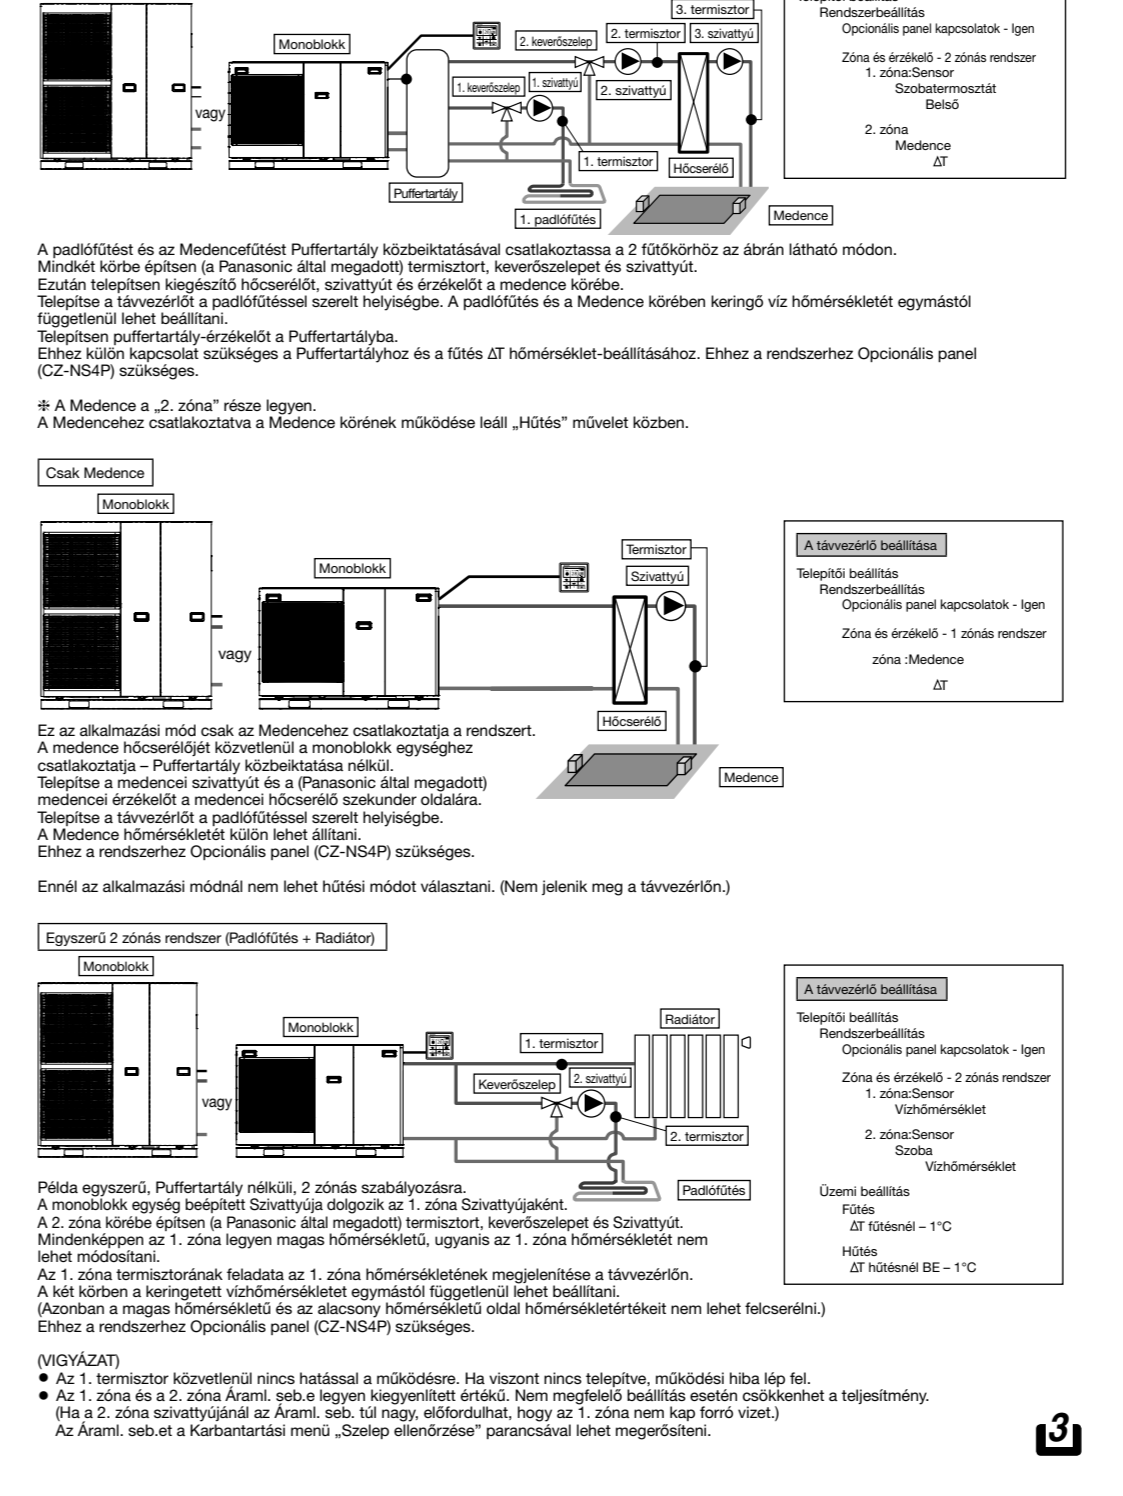 3. termisztor
2. keverőszelep
2. termisztor
3. szivattyú
Monoblokk
1. keverőszelep
1. szivattyú
2. szivattyú
vagy
1. termisztor
Hőcserélő
Puffertartály
1. padlófűtés
Medence
Rendszerbeállítás
Opcionális panel kapcsolatok - Igen
Zóna és érzékelő - 2 zónás rendszer
1. zóna:Sensor
Szobatermosztát
Belső
2. zóna
Medence
ΔT
A padlófűtést és az Medencefűtést Puffertartály közbeiktatásával csatlakoztassa a 2 fűtőkörhöz az ábrán látható módon.
Mindkét körbe építsen (a Panasonic által megadott) termisztort, keverőszelepet és szivattyút.
Ezután telepítsen kiegészítő hőcserélőt, szivattyút és érzékelőt a medence körébe.
Telepítse a távvezérlőt a padlófűtéssel szerelt helyiségbe. A padlófűtés és a Medence körében keringő víz hőmérsékletét egymástól
függetlenül lehet beállítani.
Telepítsen puffertartály-érzékelőt a Puffertartályba.
Ehhez külön kapcsolat szükséges a Puffertartályhoz és a fűtés ΔT hőmérséklet-beállításához. Ehhez a rendszerhez Opcionális panel
(CZ-NS4P) szükséges.
❉ A Medence a „2. zóna” része legyen.
A Medencehez csatlakoztatva a Medence körének működése leáll „Hűtés” művelet közben.
Csak Medence
Monoblokk
Monoblokk
vagy
Termisztor
Szivattyú
Hőcserélő
Medence
A távvezérlő beállítása
Telepítői beállítás
Rendszerbeállítás
Opcionális panel kapcsolatok - Igen
Zóna és érzékelő - 1 zónás rendszer
zóna :Medence
ΔT
Ez az alkalmazási mód csak az Medencehez csatlakoztatja a rendszert.
A medence hőcserélőjét közvetlenül a monoblokk egységhez
csatlakoztatja – Puffertartály közbeiktatása nélkül.
Telepítse a medencei szivattyút és a (Panasonic által megadott)
medencei érzékelőt a medencei hőcserélő szekunder oldalára.
Telepítse a távvezérlőt a padlófűtéssel szerelt helyiségbe.
A Medence hőmérsékletét külön lehet állítani.
Ehhez a rendszerhez Opcionális panel (CZ-NS4P) szükséges.
Ennél az alkalmazási módnál nem lehet hűtési módot választani. (Nem jelenik meg a távvezérlőn.)
Egyszerű 2 zónás rendszer (Padlófűtés + Radiátor)
Monoblokk
Monoblokk
vagy
1. termisztor
Radiátor
Keverőszelep
2. szivattyú
2. termisztor
Padlófűtés
A távvezérlő beállítása
Telepítői beállítás
Rendszerbeállítás
Opcionális panel kapcsolatok - Igen
Zóna és érzékelő - 2 zónás rendszer
1. zóna:Sensor
Vízhőmérséklet
2. zóna:Sensor
Szoba
Vízhőmérséklet
Üzemi beállítás
Fűtés
ΔT fűtésnél – 1°C
Hűtés
ΔT hűtésnél BE – 1°C
Példa egyszerű, Puffertartály nélküli, 2 zónás szabályozásra.
A monoblokk egység beépített Szivattyúja dolgozik az 1. zóna Szivattyújaként.
A 2. zóna körébe építsen (a Panasonic által megadott) termisztort, keverőszelepet és Szivattyút.
Mindenképpen az 1. zóna legyen magas hőmérsékletű, ugyanis az 1. zóna hőmérsékletét nem
lehet módosítani.
Az 1. zóna termisztorának feladata az 1. zóna hőmérsékletének megjelenítése a távvezérlőn.
A két körben a keringetett vízhőmérsékletet egymástól függetlenül lehet beállítani.
(Azonban a magas hőmérsékletű és az alacsony hőmérsékletű oldal hőmérsékletértékeit nem lehet felcserélni.)
Ehhez a rendszerhez Opcionális panel (CZ-NS4P) szükséges.
(VIGYÁZAT)
● Az 1. termisztor közvetlenül nincs hatással a működésre. Ha viszont nincs telepítve, működési hiba lép fel.
● Az 1. zóna és a 2. zóna Áraml. seb.e legyen kiegyenlített értékű. Nem megfelelő beállítás esetén csökkenhet a teljesítmény.
(Ha a 2. zóna szivattyújánál az Áraml. seb. túl nagy, előfordulhat, hogy az 1. zóna nem kap forró vizet.)
Az Áraml. seb.et a Karbantartási menü „Szelep ellenőrzése” parancsával lehet megerősíteni.
3